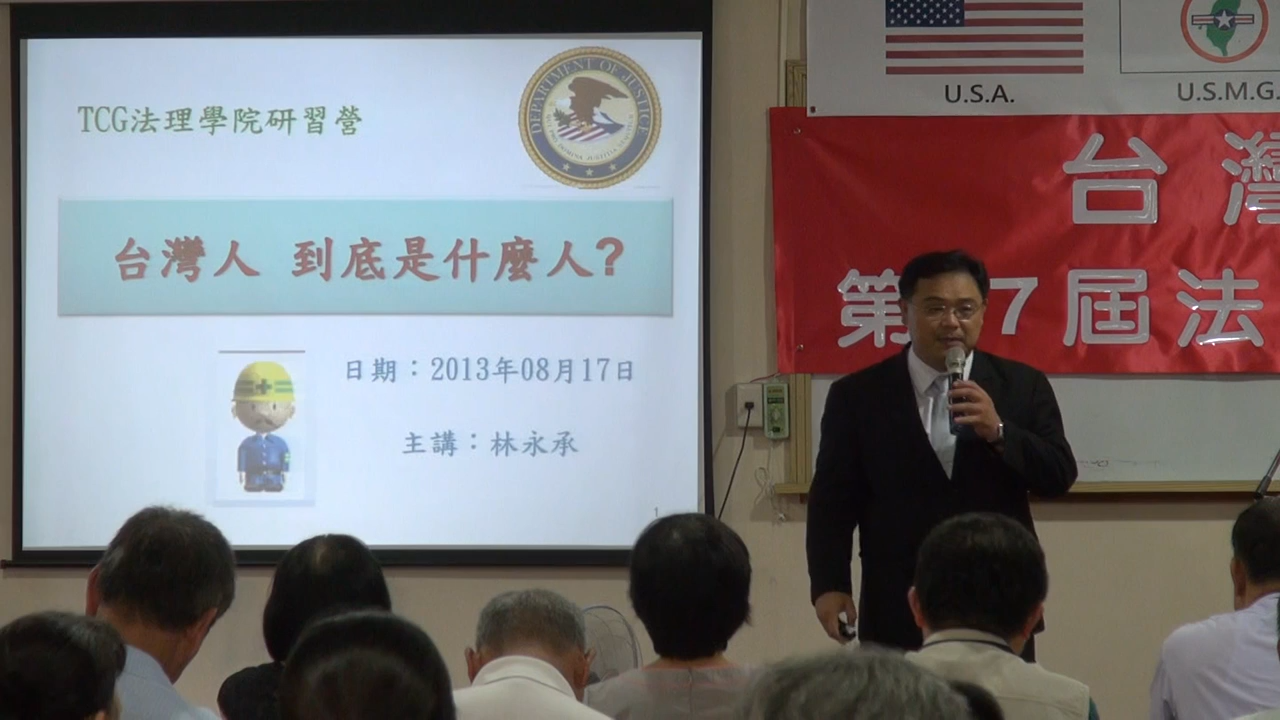 TCG法理學院研習營
DEPARTMENT OF JUSTICE
台灣人 到底是什麼人?
日期：2013年08月17日
主講：林永承
1
U.S.A.
U.S.M.G.
台灣
第 7屆法